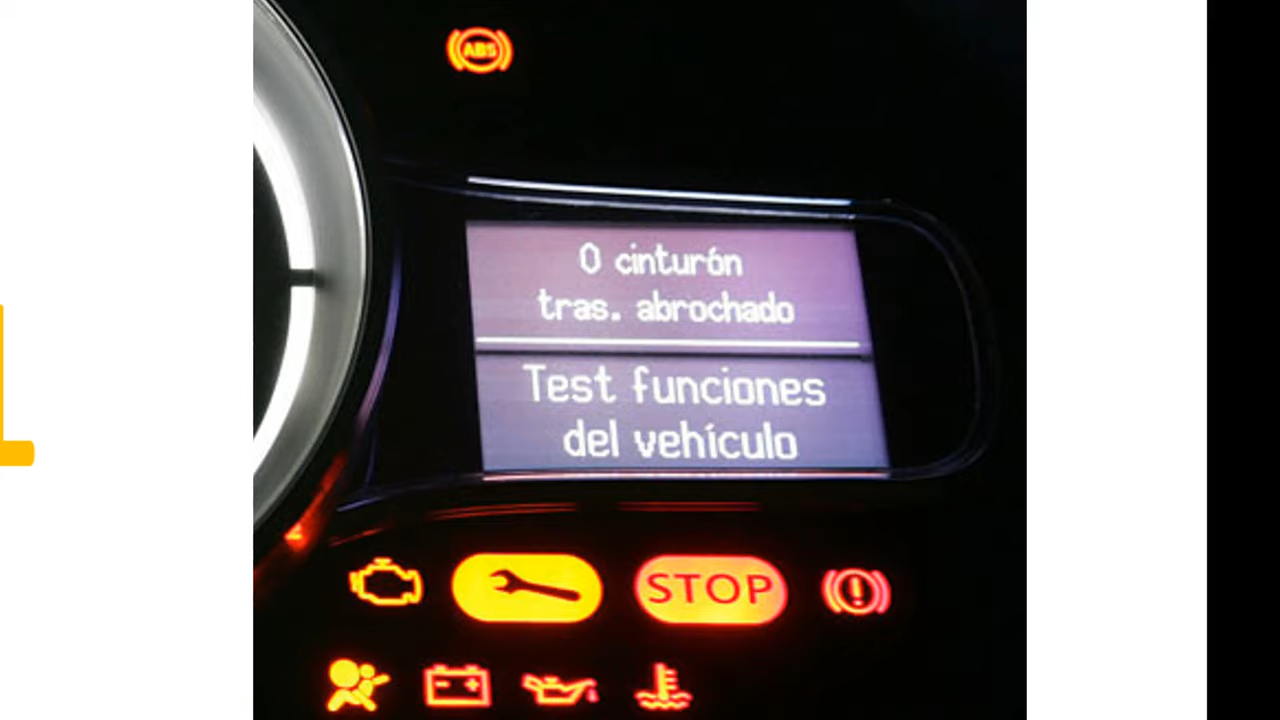 ABS
0 cinturón
tras. abrochado
Test funciones
del vehículo
STOP